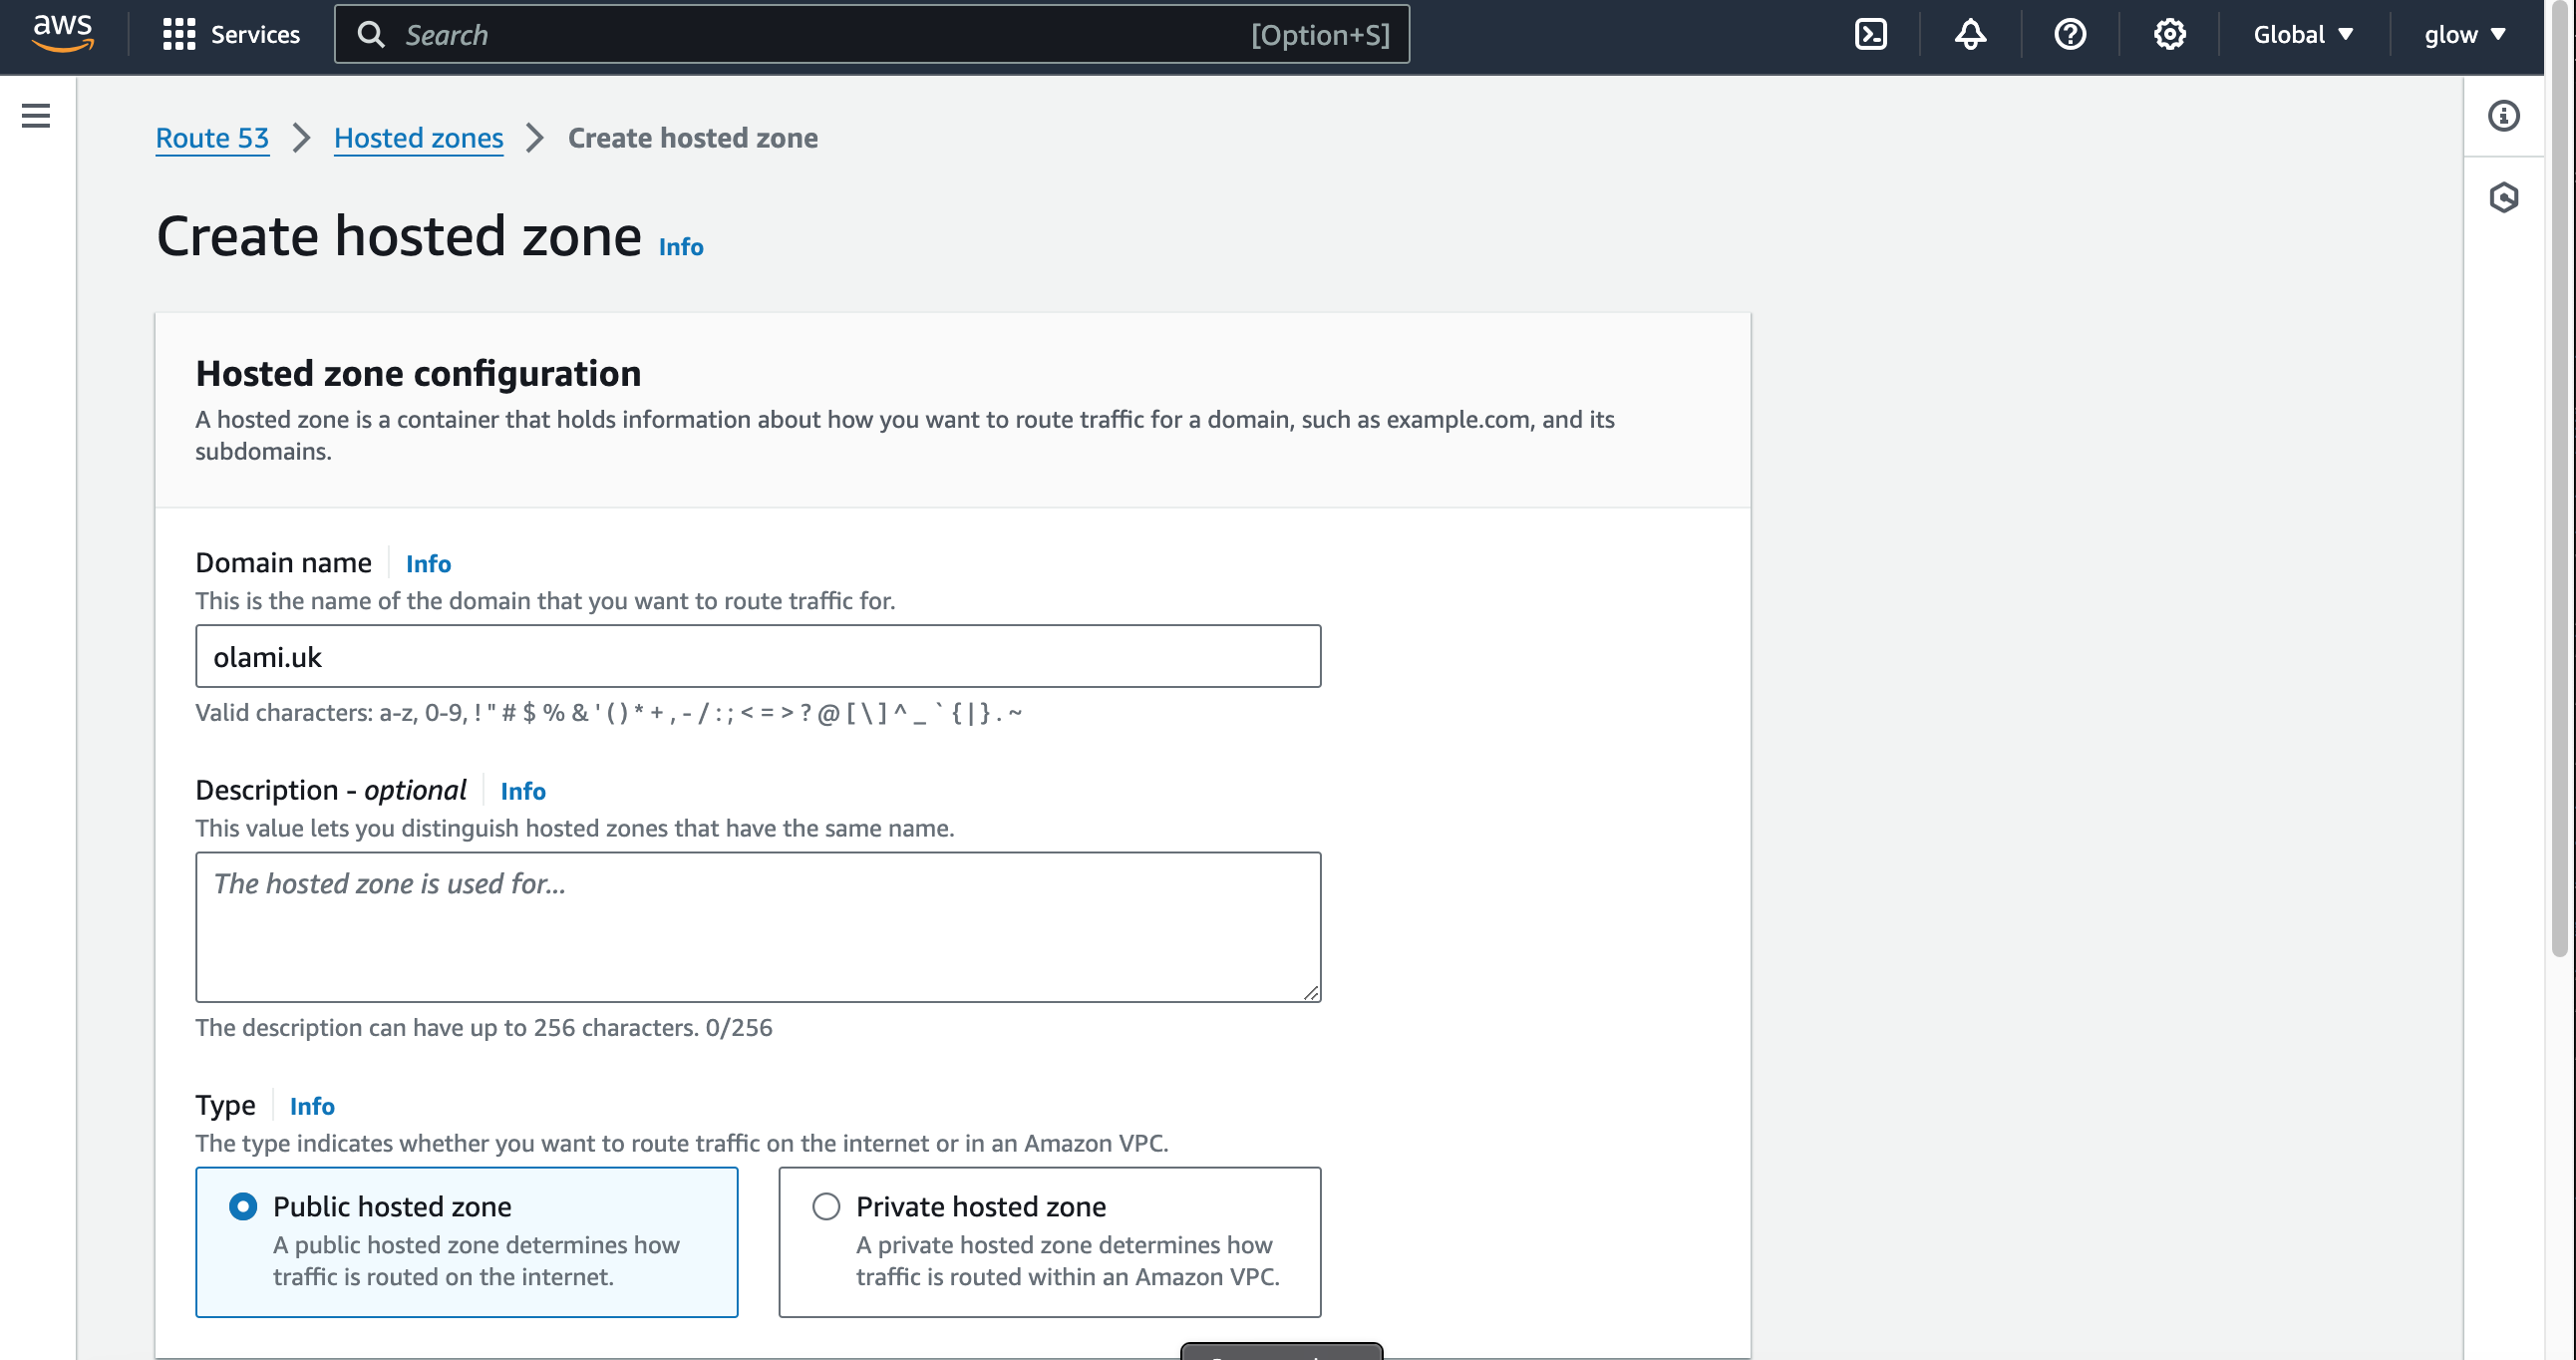 aws
Services
Search
[Option+S]
Global
glow
Route 53
Hosted zones
Create hosted zone
Create hosted zone
Info
Hosted zone configuration
A hosted zone is a container that holds information about how you want to route traffic for a domain, such as example.com, and its
subdomains.
Domain name
Info
This is the name of the domain that you want to route traffic for.
olami.uk
Valid characters: a-z, 0-9, ! " # $ % & ' ( ) * + , - / : ; < = > ? @ [ \ ] ^ _ ` { | } . ~
Description - optional
Info
This value lets you distinguish hosted zones that have the same name.
The hosted zone is used for...
The description can have up to 256 characters. 0/256
Type
Info
The type indicates whether you want to route traffic on the internet or in an Amazon VPC.
Public hosted zone
A public hosted zone determines how
traffic is routed on the internet.
Private hosted zone
A private hosted zone determines how
traffic is routed within an Amazon VPC.